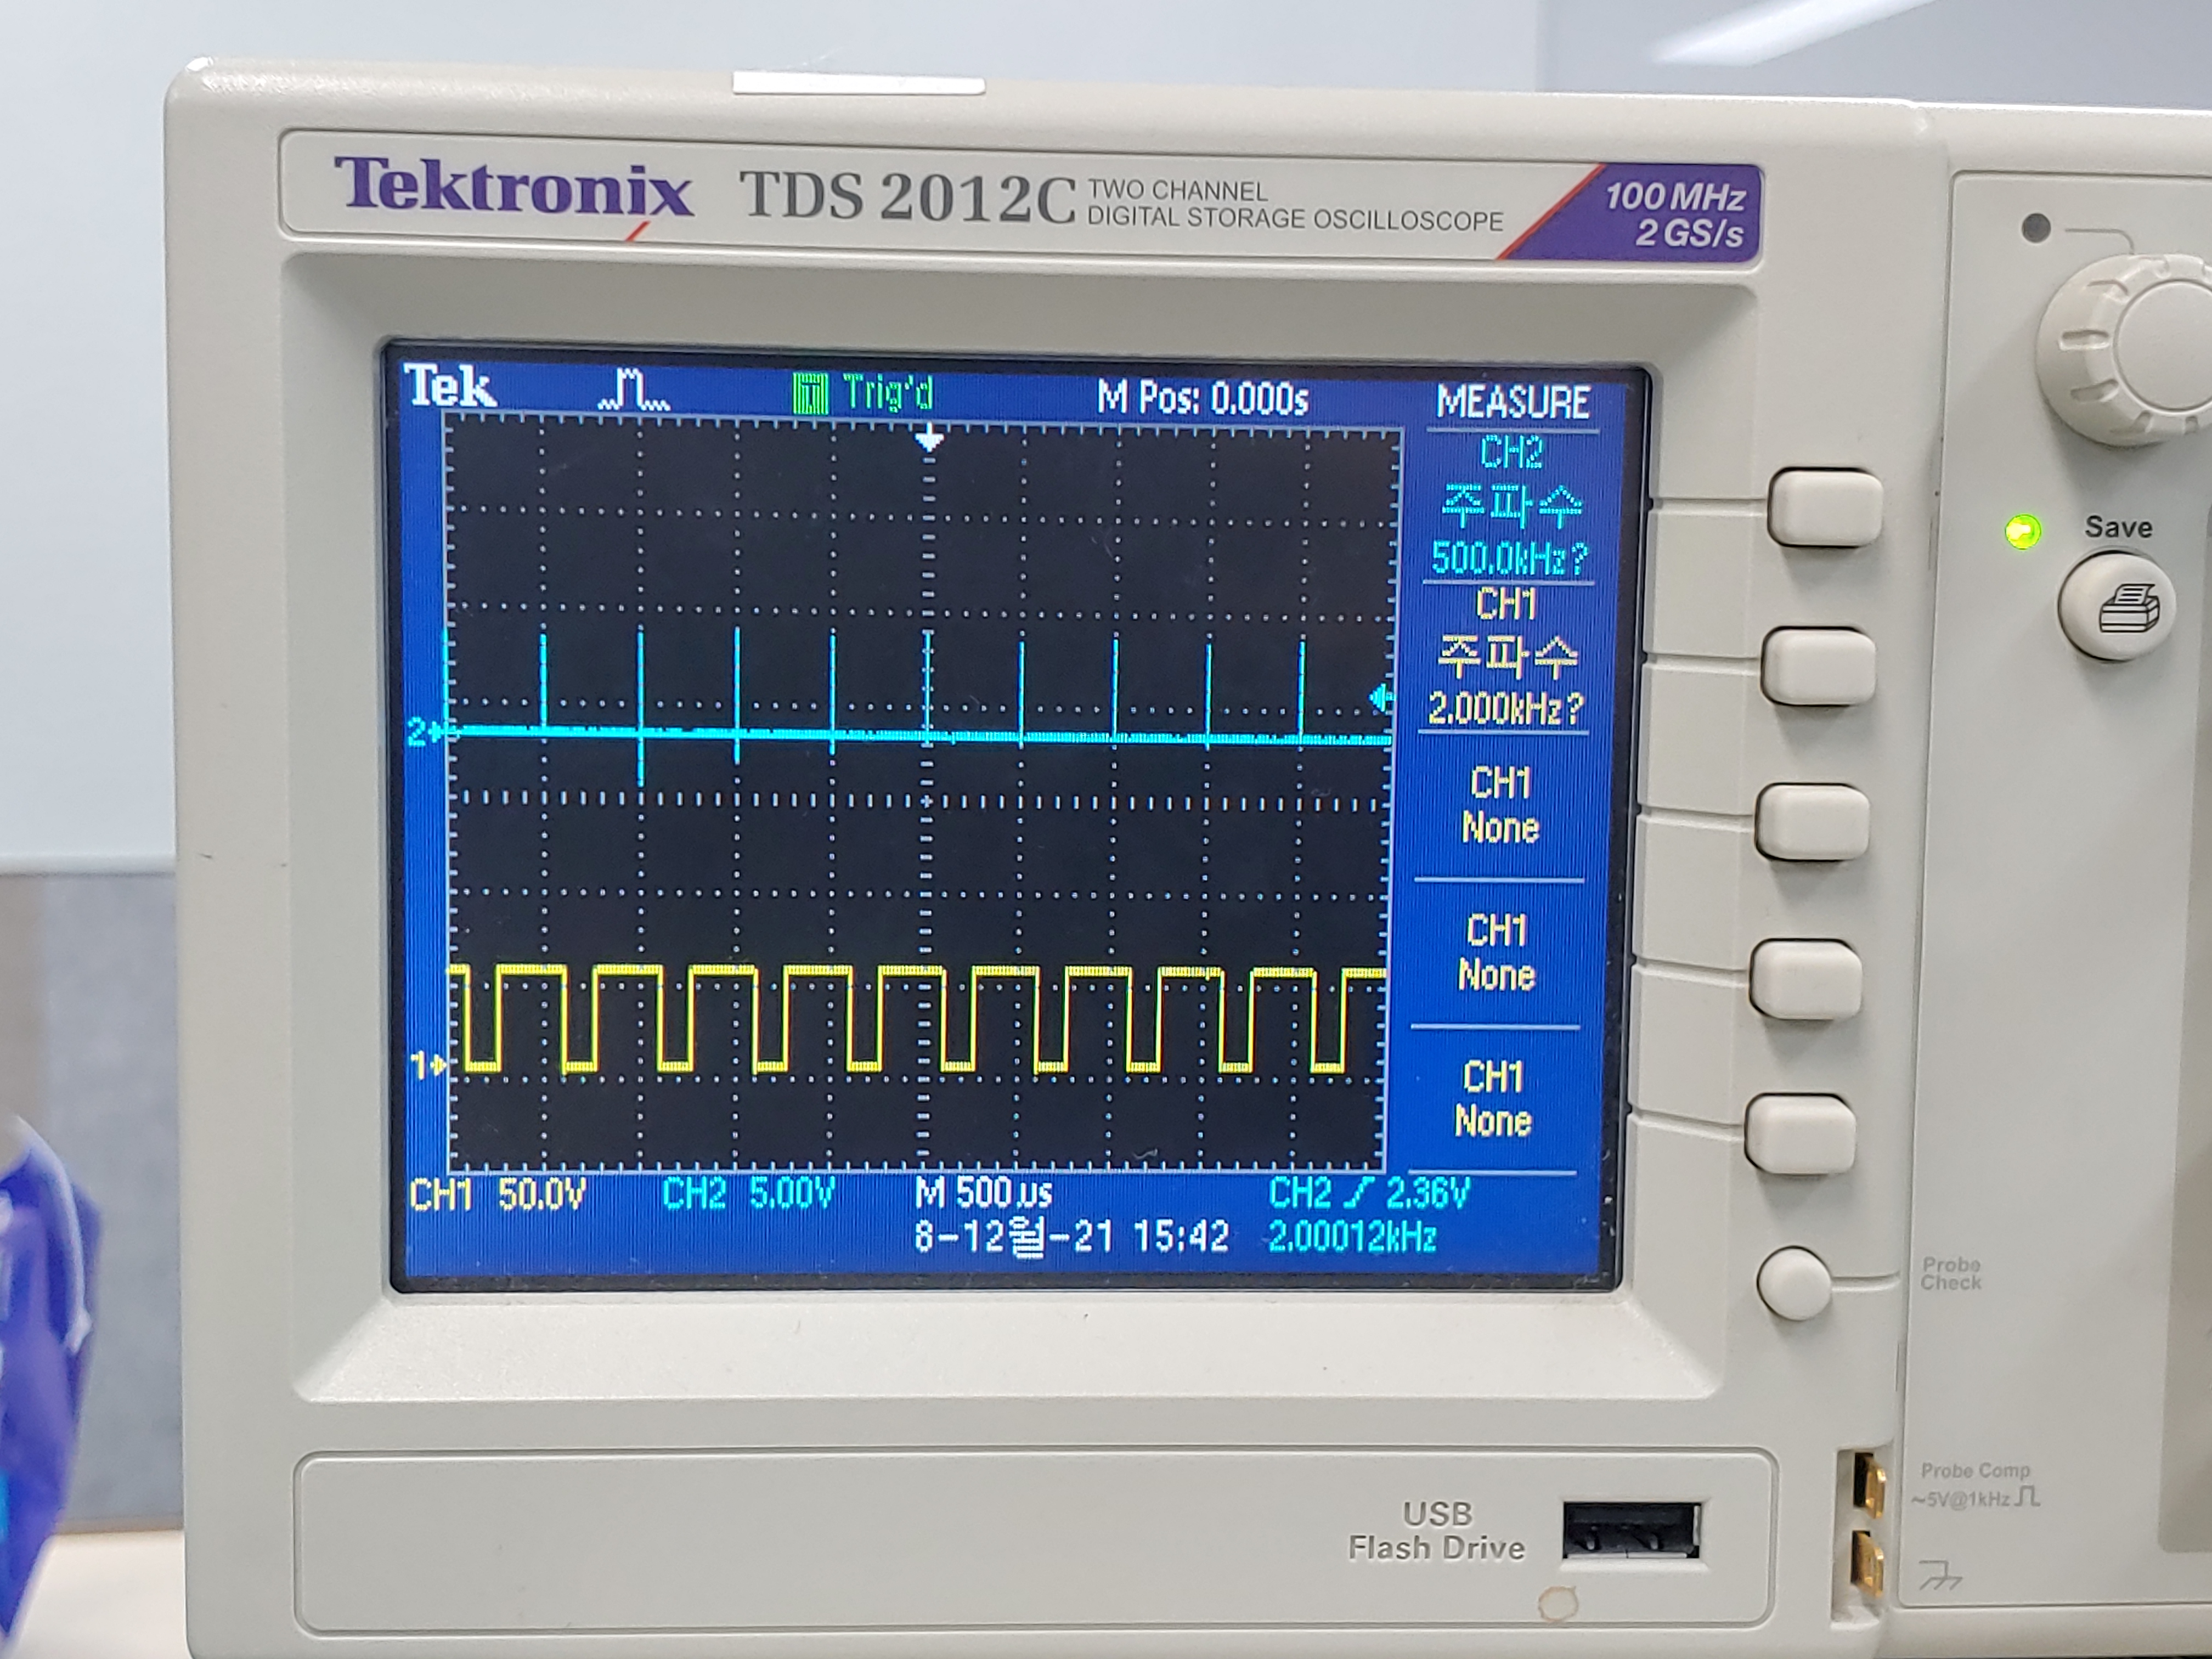 Tektronix TDS 2012C TWO CHANNEL
DIGITAL STORAGE OSCILLOSCOPE
100 MHz
2 GS/s
Tek Trig'd M Pos: 0.000s MEASURE
CH2
주파수
500.0kHz?
CH1
주파수
2.000kHz?
CH1
None
CH1
None
CH1
None
2
1
CH1 50.0V CH2 5.00V M 500µs CH2 2.36V
8-12월-21 15:42 2.00012kHz
Save
Probe
Check
Probe Comp
~5V@1kHz
USB
Flash Drive